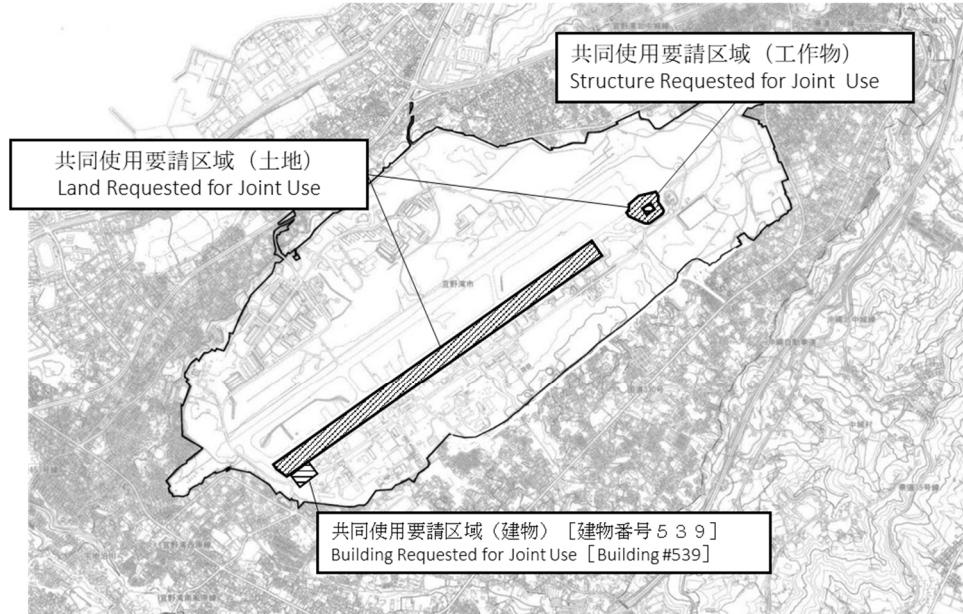 共同使用要請区域（工作物）
Structure Requested for Joint Use
共同使用要請区域（土地）
Land Requested for Joint Use
宜野湾市
中城村
共同使用要請区域（建物）［建物番号５３９］
Building Requested for Joint Use［Building #539］